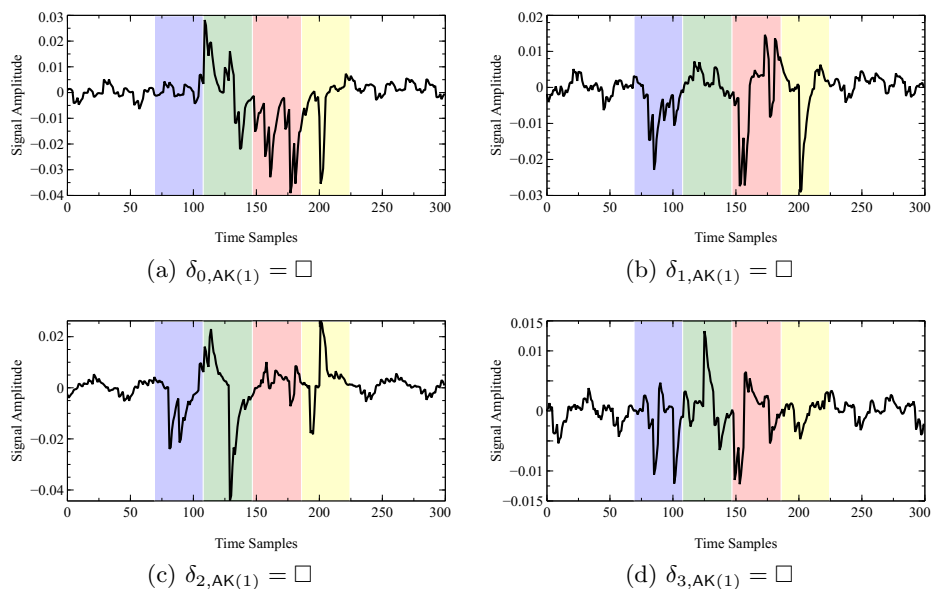 Signal Amplitude
0.03
0.02
0.01
0
−0.01
−0.02
−0.03
−0.04
0 50 100 150 200 250 300
Time Samples
(a) δ0,AK(1) = □
Signal Amplitude
0.02
0.01
0
−0.01
−0.02
−0.03
0 50 100 150 200 250 300
Time Samples
(b) δ1,AK(1) = □
Signal Amplitude
0.02
0
−0.02
−0.04
0 50 100 150 200 250 300
Time Samples
(c) δ2,AK(1) = □
Signal Amplitude
0.015
0.01
0
−0.01
−0.015
0 50 100 150 200 250 300
Time Samples
(d) δ3,AK(1) = □